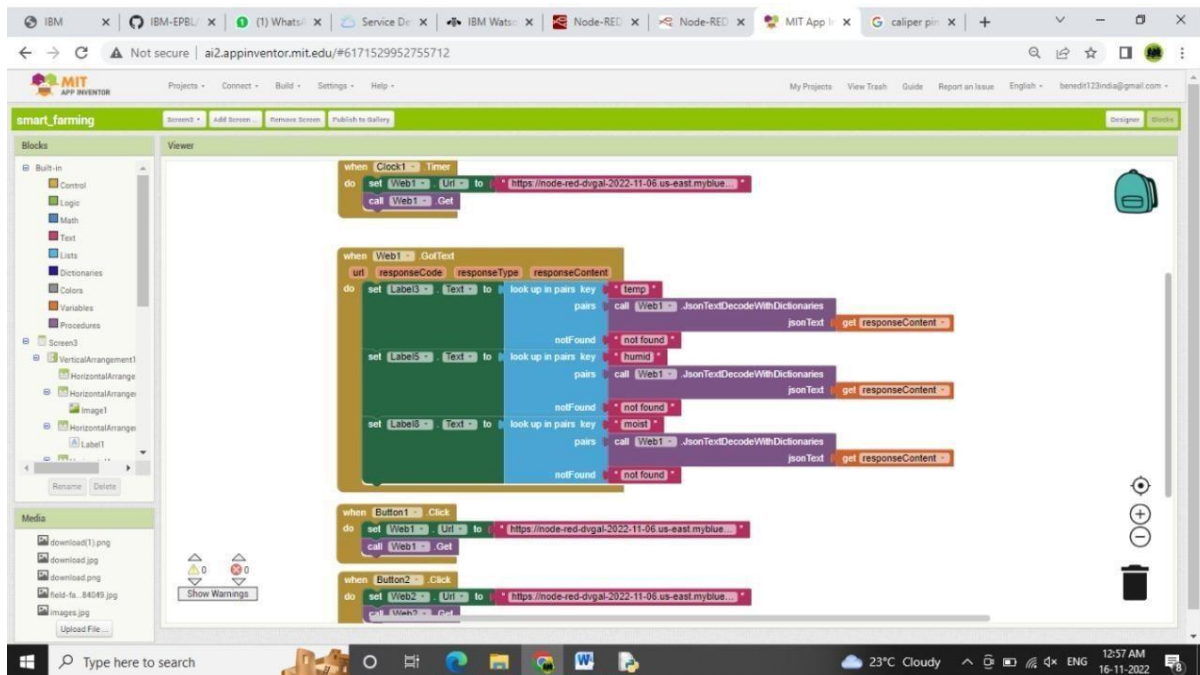 IBM
IBM-EPBL/
(1) WhatsA
Service De
IBM Watso
Node-RED
Node-RED
MIT App In
caliper pin
Not secure
ai2.appinventor.mit.edu/#6171529952755712
MIT
APP INVENTOR
Projects
Connect
Build
Settings
Help
My Projects
View Trash
Guide
Report an Issue
English
benedit123india@gmail.com
smart_farming
Screen3
Add Screen ...
Remove Screen
Publish to Gallery
Designer
Blocks
Blocks
Viewer
Built-in
Control
Logic
Math
Text
Lists
Dictionaries
Colors
Variables
Procedures
Screen3
VerticalArrangement1
HorizontalArrange
HorizontalArranger
Image1
HorizontalArranger
Label1
Rename
Delete
Media
download(1).png
download.jpg
download.png
field-fa...84049.jpg
images.jpg
Upload File ...
when Clock1 .Timer
do set Web1 . Url to " https://node-red-dvgal-2022-11-06.us-east.myblue... "
call Web1 .Get
when Web1 .GotText
url responseCode responseType responseContent
do set Label3 . Text to look up in pairs key " temp "
pairs call Web1 .JsonTextDecodeWithDictionaries
jsonText get responseContent
notFound " not found "
set Label5 . Text to look up in pairs key " humid "
pairs call Web1 .JsonTextDecodeWithDictionaries
jsonText get responseContent
notFound " not found "
set . Text to look up in pairs key " moist "
pairs call Web1 .JsonTextDecodeWithDictionaries
jsonText get responseContent
notFound " not found "
when Button1 .Click
do set Web1 . Url to " https://node-red-dvgal-2022-11-06.us-east.myblue... "
call Web1 .Get
when Button2 .Click
do set Web2 . Url to " https://node-red-dvgal-2022-11-06.us-east.myblue... "
call Web2 .Get
0
0
Show Warnings
Type here to search
23°C Cloudy
ENG
12:57 AM
16-11-2022
8